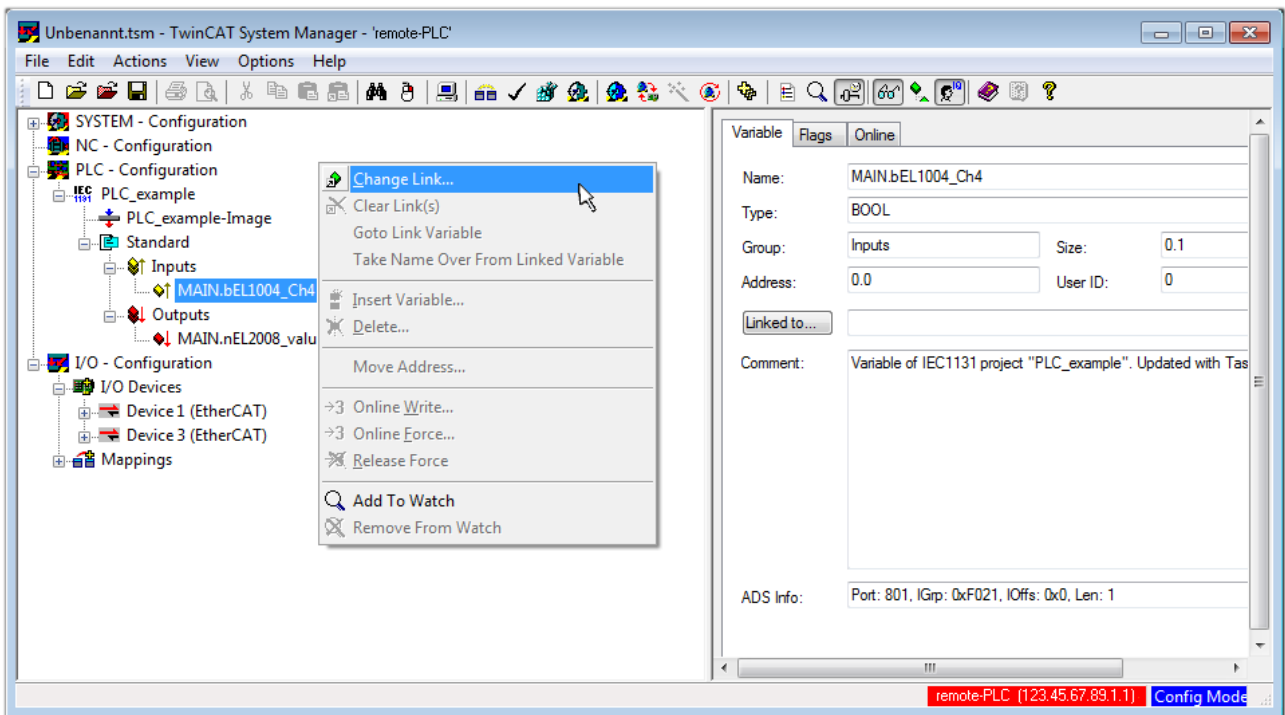 Unbenannt.tsm - TwinCAT System Manager - 'remote-PLC'
File Edit Actions View Options Help
SYSTEM - Configuration
NC - Configuration
PLC - Configuration
IEC 1131 PLC_example
PLC_example-Image
Standard
Inputs
MAIN.bEL1004_Ch4
Outputs
MAIN.nEL2008_valu
I/O - Configuration
I/O Devices
Device 1 (EtherCAT)
Device 3 (EtherCAT)
Mappings
Change Link...
Clear Link(s)
Goto Link Variable
Take Name Over From Linked Variable
Insert Variable...
Delete...
Move Address...
→3 Online Write...
→3 Online Force...
Release Force
Add To Watch
Remove From Watch
Variable Flags Online
Name: MAIN.bEL1004_Ch4
Type: BOOL
Group: Inputs Size: 0.1
Address: 0.0 User ID: 0
Linked to...
Comment: Variable of IEC1131 project "PLC_example". Updated with Tas
ADS Info: Port: 801, IGrp: 0xF021, IOffs: 0x0, Len: 1
remote-PLC (123.45.67.89.1.1) Config Mode